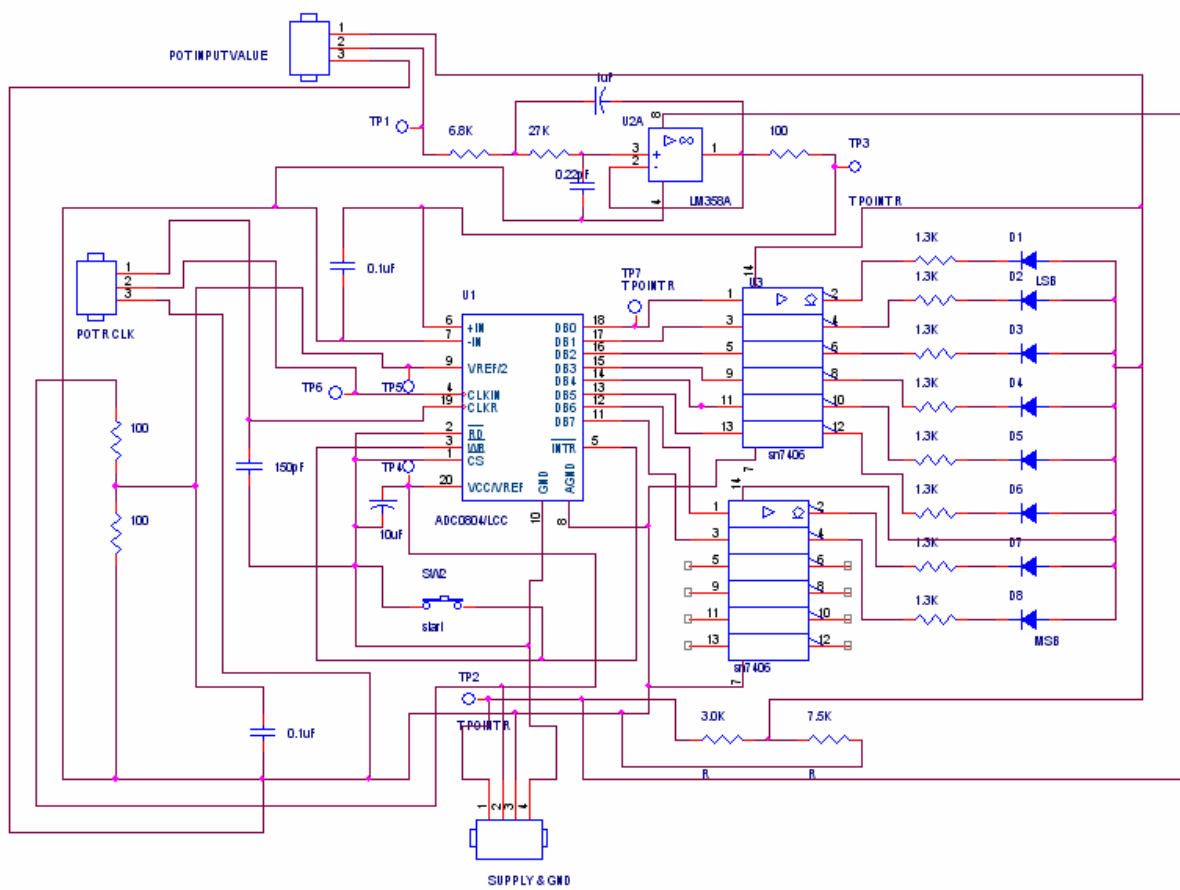 POT INPUT VALUE
1
2
3
TP1
6.8K
27K
1uF
0.22pF
U2A
8
3
2
+
-
1
4
LM358A
100
TP3
TPOINTR
1
2
3
POT R CLK
0.1uF
TP7
TPOINTR
U1
6 +IN
7 -IN
9 VREF/2
4 CLKIN
19 CLKR
2 RD
3 WR
1 CS
20 VCC/VREF
DB0 18
DB1 17
DB2 16
DB3 15
DB4 14
DB5 13
DB6 12
DB7 11
INTR 5
GND 10
AGND 8
ADC0804/LCC
TP6
TP5
TP4
100
100
150pF
10uF
SW2
start
0.1uF
14
U3
1 2
3 4
5 6
9 8
11 10
13 12
7
sn7406
14
1 2
3 4
5 6
9 8
11 10
13 12
7
sn7406
1.3K D1
LSB
1.3K D2
1.3K D3
1.3K D4
1.3K D5
1.3K D6
1.3K D7
1.3K D8
MSB
TP2
TPOINTR
3.0K
R
7.5K
R
1
2
3
4
SUPPLY & GND